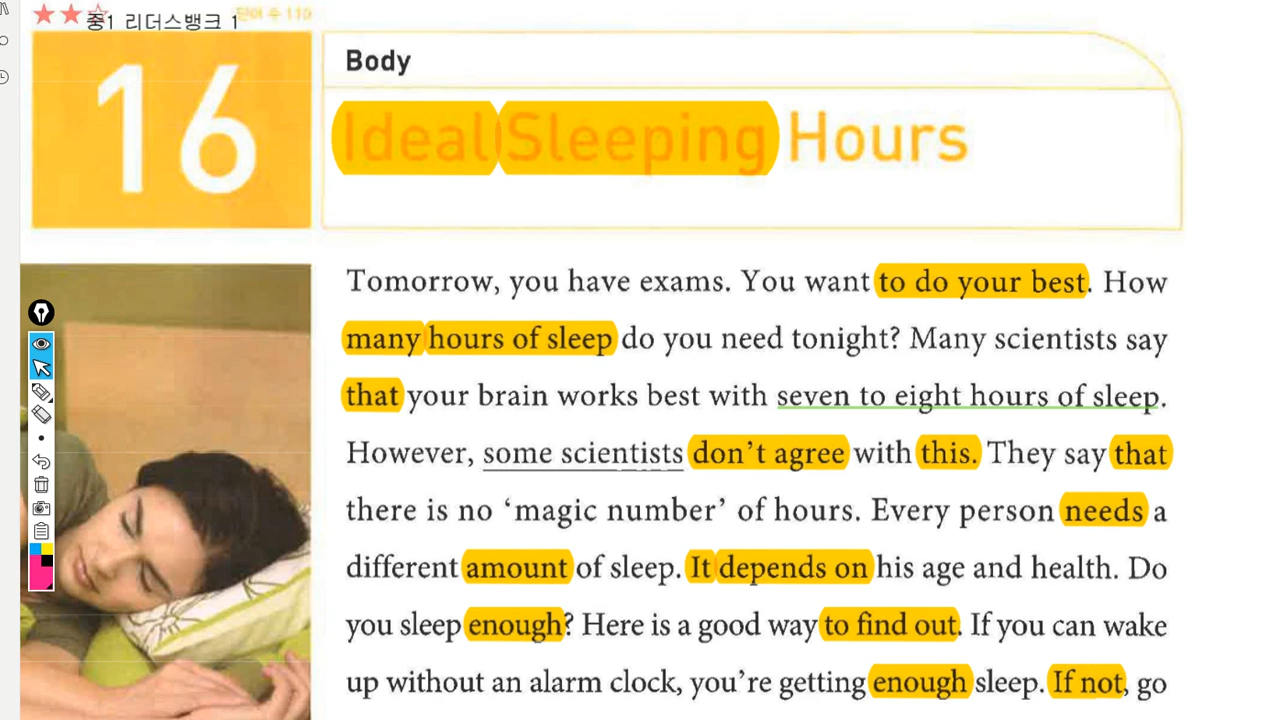 중1 리더스뱅크 1
단어 수 110
16
Body
Ideal Sleeping Hours
Tomorrow, you have exams. You want to do your best. How
many hours of sleep do you need tonight? Many scientists say
that your brain works best with seven to eight hours of sleep.
However, some scientists don't agree with this. They say that
there is no ‘magic number’ of hours. Every person needs a
different amount of sleep. It depends on his age and health. Do
you sleep enough? Here is a good way to find out. If you can wake
up without an alarm clock, you're getting enough sleep. If not, go